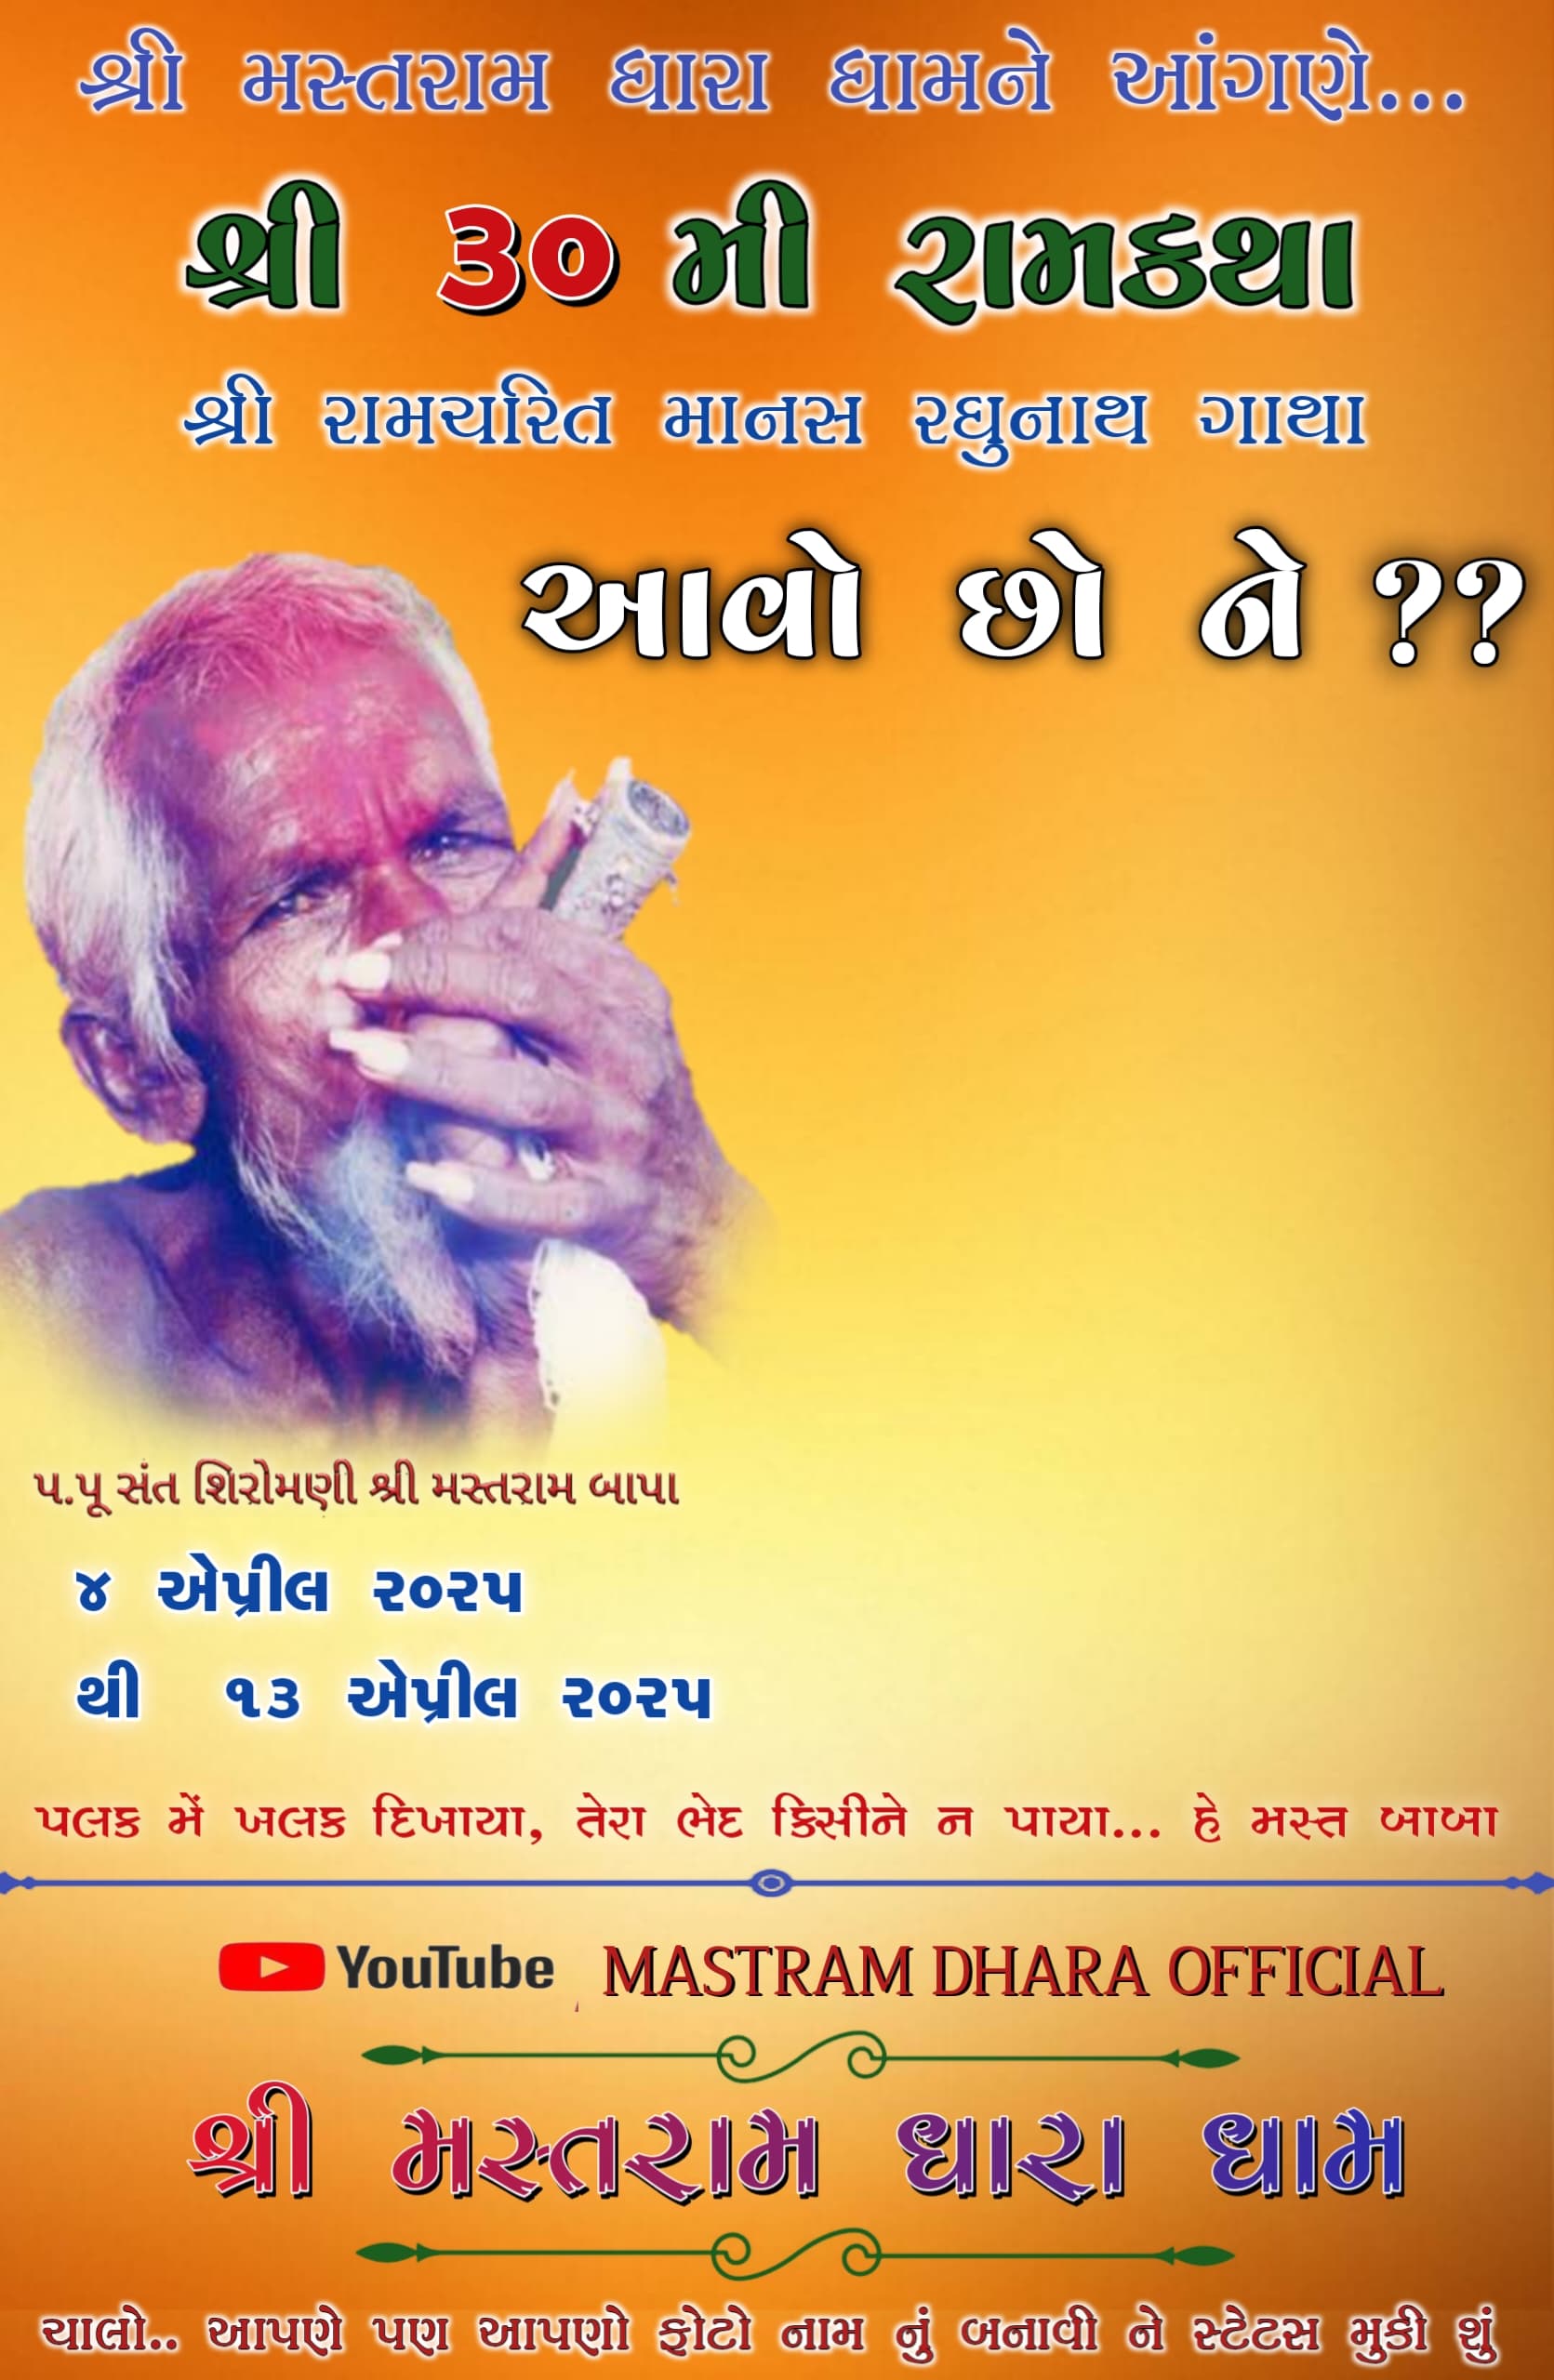 શ્રી મસ્તરામ ધારા ધામને આંગણે...
શ્રી ૩૦ મી રામકથા
શ્રી રામચરિત માનસ રઘુનાથ ગાથા
આવો છો ને ??
પ.પૂ સંત શિરોમણી શ્રી મસ્તરામ બાપા
૪ એપ્રીલ ૨૦૨૫
થી ૧૩ એપ્રીલ ૨૦૨૫
પલક મેં ખલક દિખાયા, તેરા ભેદ કિસીને ન પાયા... હે મસ્ત બાબા
YouTube MASTRAM DHARA OFFICIAL
શ્રી મસ્તરામ ધારા ધામ
ચાલો.. આપણે પણ આપણો ફોટો નામ નું બનાવી ને સ્ટેટસ મુકી શું